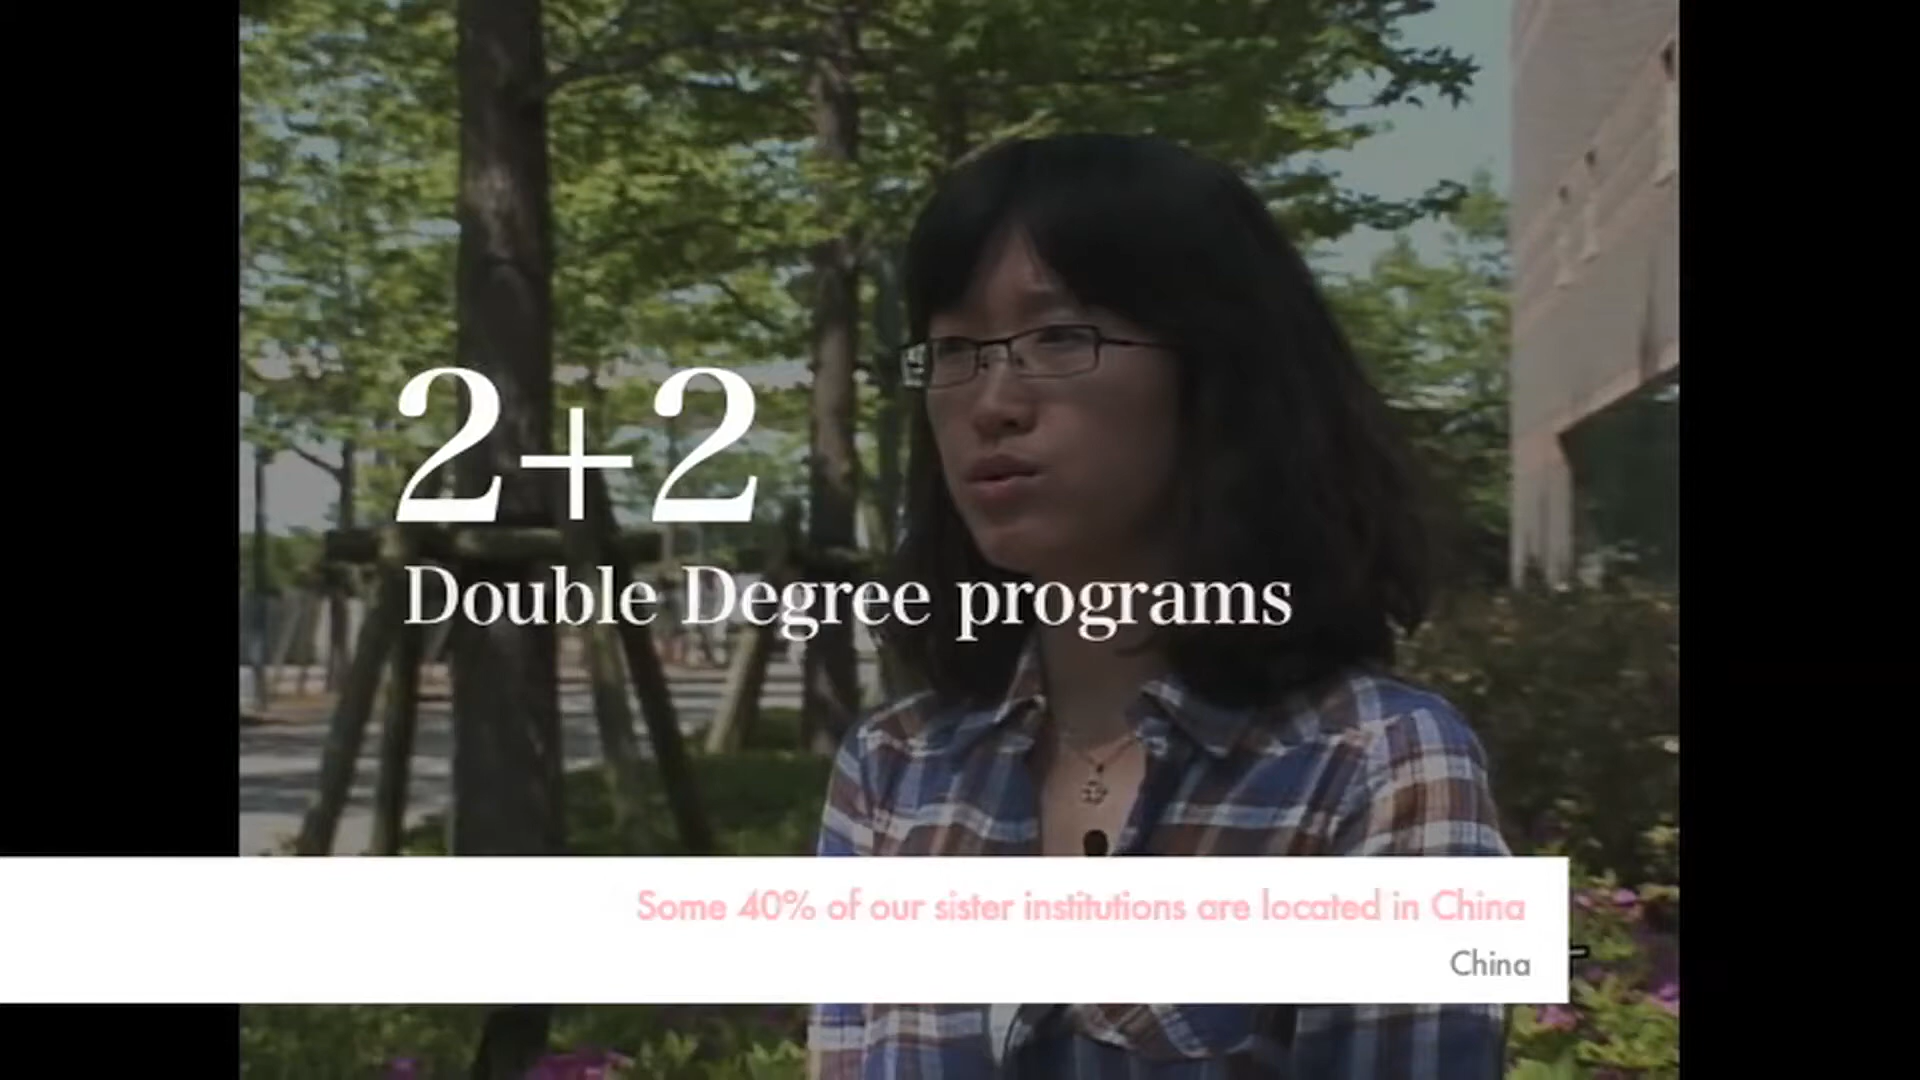 2+2
Double Degree programs
Some 40% of our sister institutions are located in China
China